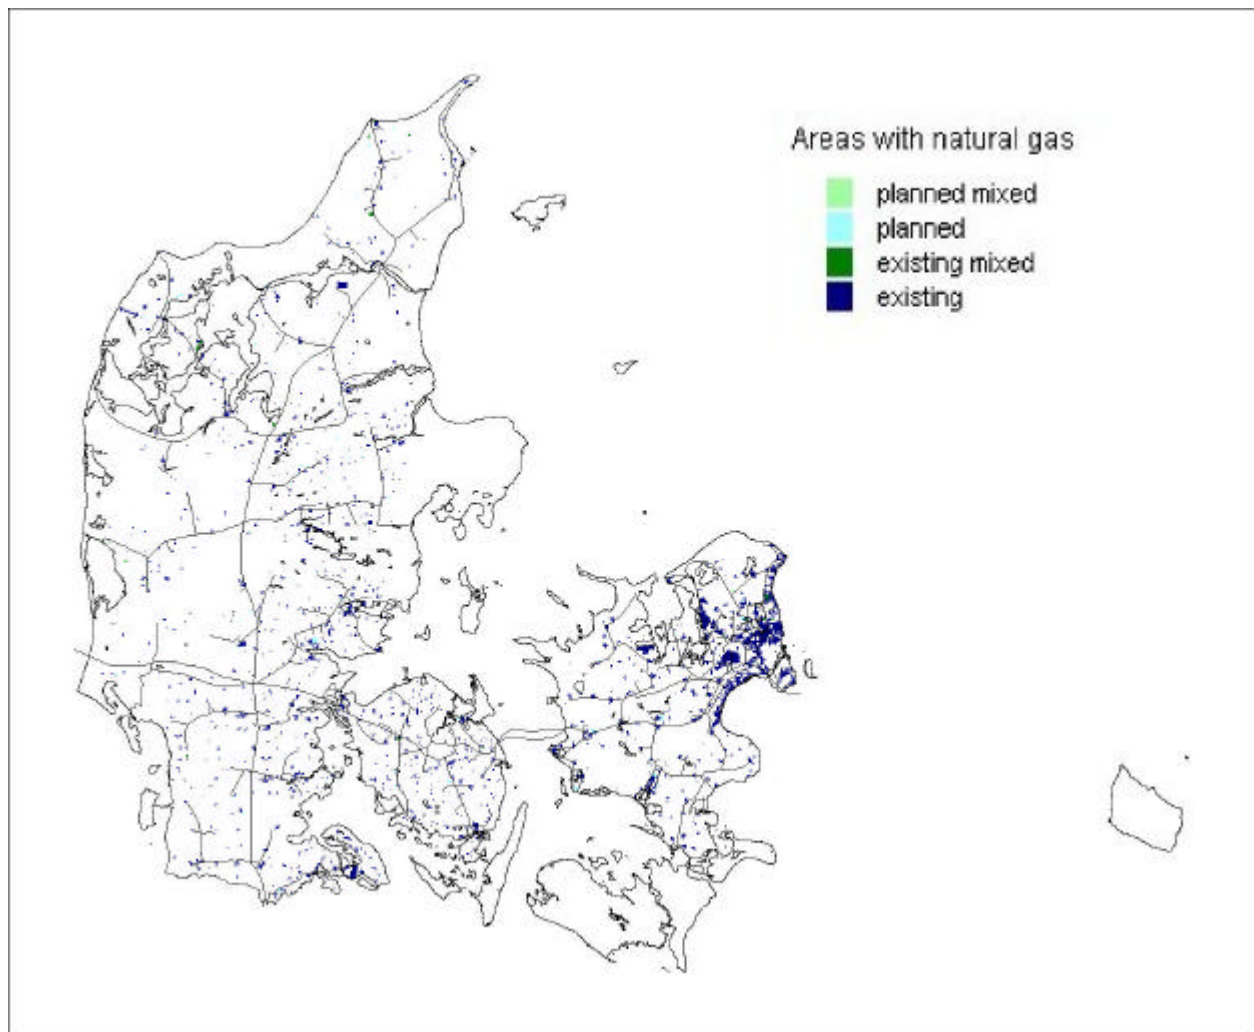 Areas with natural gas
planned mixed
planned
existing mixed
existing